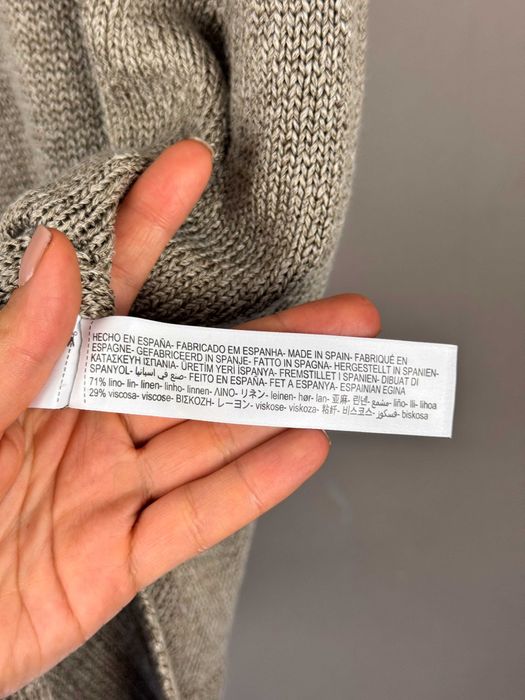 HECHO EN ESPAÑA- FABRICADO EM ESPANHA- MADE IN SPAIN- FABRIQUÉ EN
ESPAGNE- GEFABRICEERD IN SPANJE- FATTO IN SPAGNA- HERGESTELLT IN SPANIEN-
ΚΑΤΑΣΚΕΥΗ ΙΣΠΑΝΙΑ- ÜRETİM YERİ İSPANYA- FREMSTILLET I SPANIEN- DIBUAT DI
SPANYOL- صنع في أسبانيا- FEITO EN ESPAÑA- FET A ESPANYA- ESPAINIAN EGINA
71% lino- lin- linen- linho- linnen- ΛΙΝΟ- リネン- leinen- hør- lan- 亚麻- 린넨- مشمع- liño- lli- lihoa
29% viscosa- viscose- ΒΙΣΚΟΖΗ- レーヨン- viskose- viskoza- 粘纤- 비스코스- فسكوز- biskosa